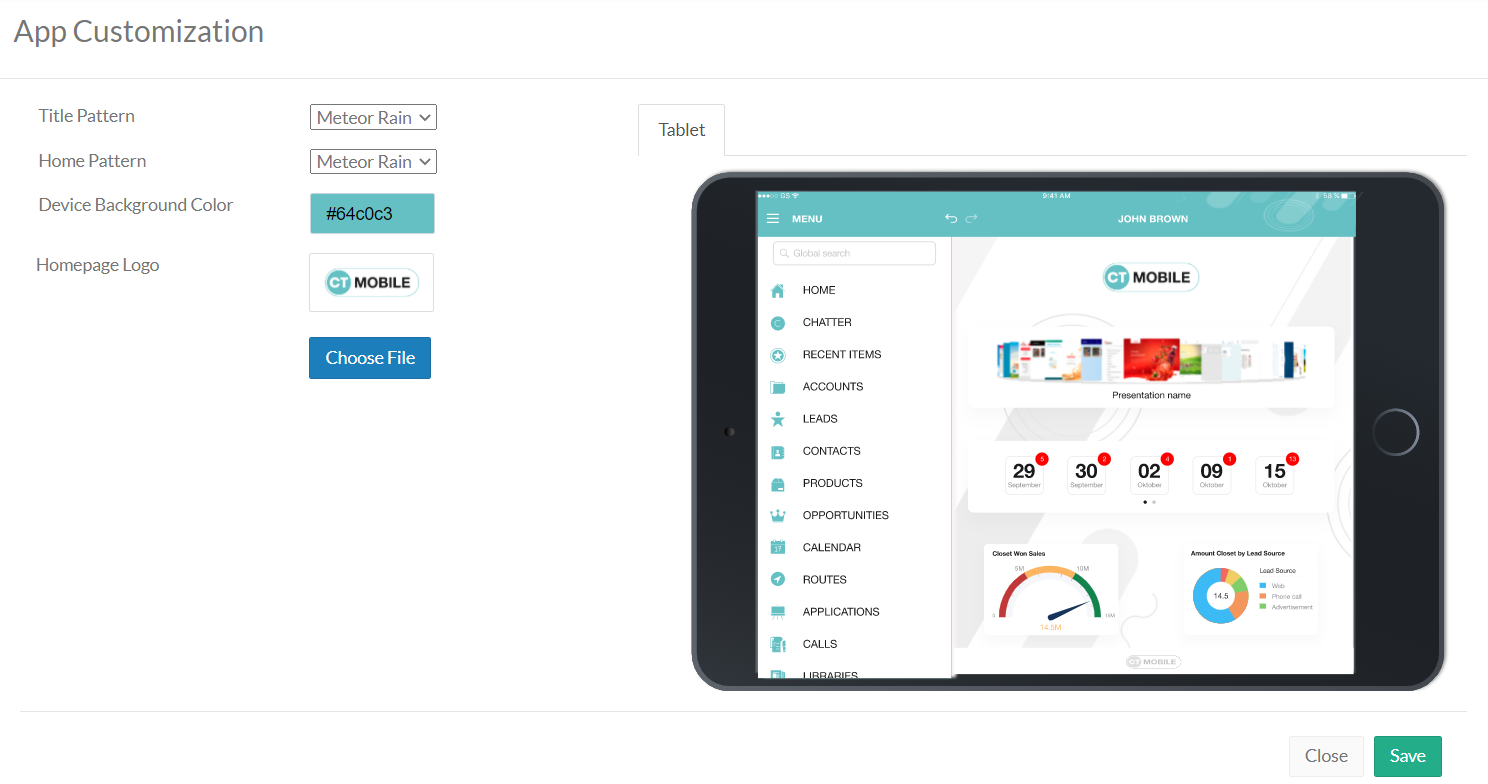 App Customization
Title Pattern
Meteor Rain
Home Pattern
Meteor Rain
Device Background Color
#64c0c3
Homepage Logo
CT MOBILE
Choose File
Tablet
GS 9:41 AM 58 %
MENU JOHN BROWN
Global search
HOME
CHATTER
RECENT ITEMS
ACCOUNTS
LEADS
CONTACTS
PRODUCTS
OPPORTUNITIES
17
CALENDAR
ROUTES
APPLICATIONS
CALLS
LIBRARIES
CT MOBILE
Presentation name
5 2 4 1 13
29 30 02 09 15
September September Oktober Oktober Oktober
Closet Won Sales
5M 10M
0 15M
14.5M
Amount Closet by Lead Source
Lead Source
14.5
Web
Phone call
Advertisement
CT MOBILE
Close Save